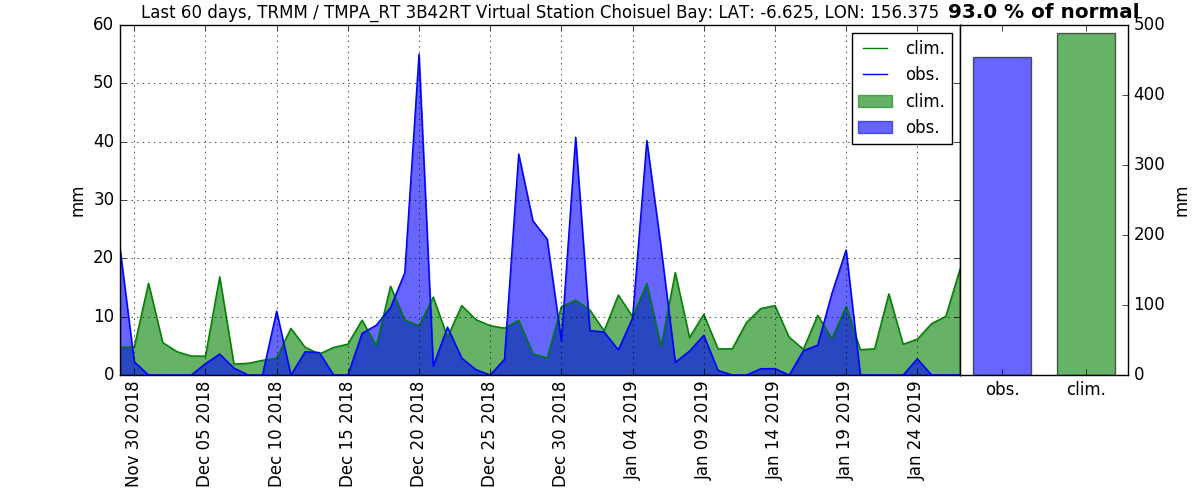 Last 60 days, TRMM / TMPA_RT 3B42RT Virtual Station Choisuel Bay: LAT: -6.625, LON: 156.375
93.0 % of normal
60
50
40
30
20
10
0
mm
clim.
obs.
clim.
obs.
Nov 30 2018
Dec 05 2018
Dec 10 2018
Dec 15 2018
Dec 20 2018
Dec 25 2018
Dec 30 2018
Jan 04 2019
Jan 09 2019
Jan 14 2019
Jan 19 2019
Jan 24 2019
500
400
300
200
100
0
mm
obs.
clim.